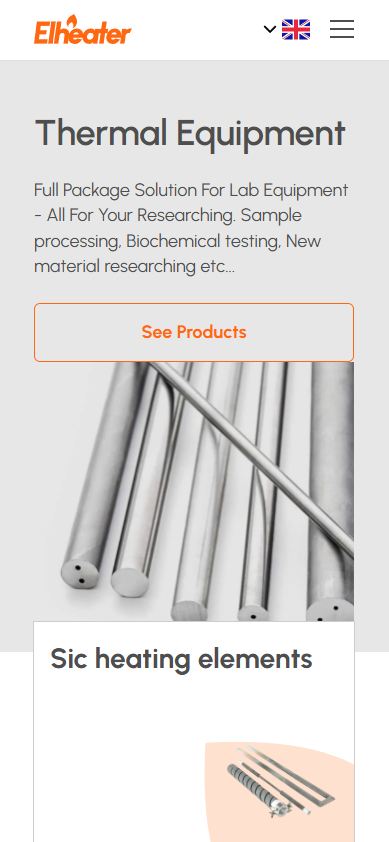 Elheater
Thermal Equipment
Full Package Solution For Lab Equipment
- All For Your Researching. Sample
processing, Biochemical testing, New
material researching etc...
See Products
Sic heating elements